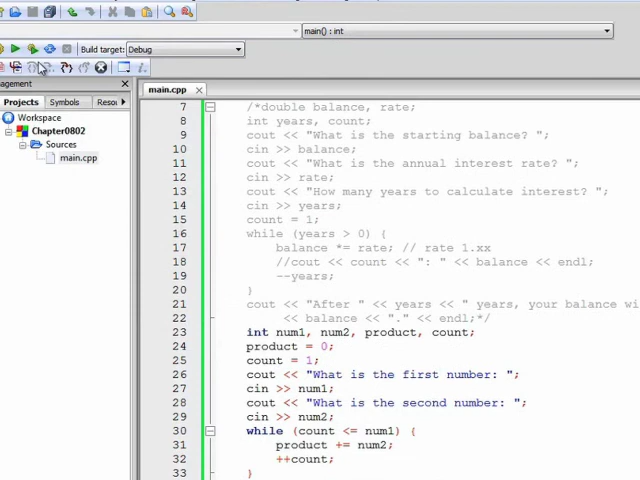 main() : int
Build target: Debug
agement
main.cpp
Projects Symbols Resou
Workspace
Chapter0802
Sources
main.cpp
7 /*double balance, rate;
8 int years, count;
9 cout << "What is the starting balance? ";
10 cin >> balance;
11 cout << "What is the annual interest rate? ";
12 cin >> rate;
13 cout << "How many years to calculate interest? ";
14 cin >> years;
15 count = 1;
16 while (years > 0) {
17 balance *= rate; // rate 1.xx
18 //cout << count << ": " << balance << endl;
19 --years;
20 }
21 cout << "After " << years << " years, your balance wi
22 << balance << "." << endl;*/
23 int num1, num2, product, count;
24 product = 0;
25 count = 1;
26 cout << "What is the first number: ";
27 cin >> num1;
28 cout << "What is the second number: ";
29 cin >> num2;
30 while (count <= num1) {
31 product += num2;
32 ++count;
33 }